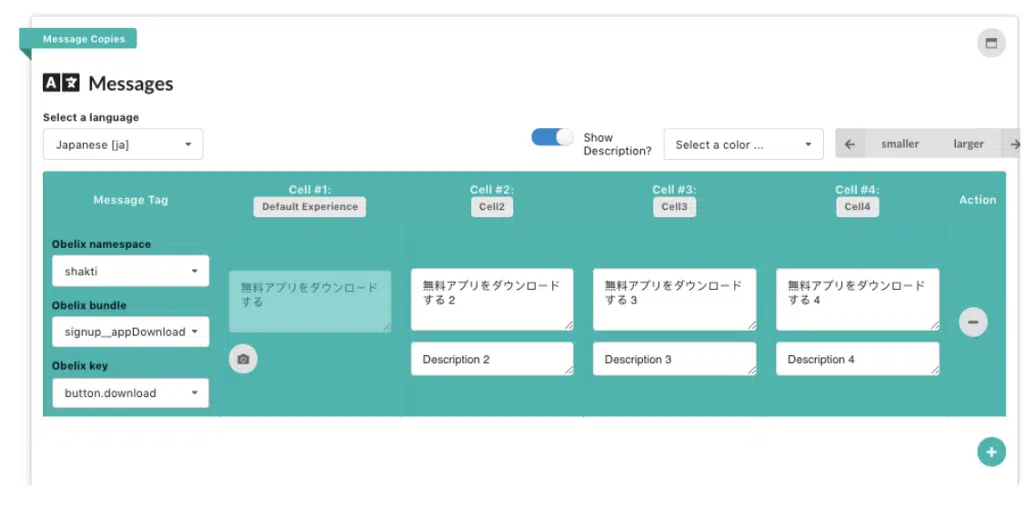 Message Copies
Messages
Select a language
Japanese [ja]
Show
Description?
Select a color ...
smaller
larger
Message Tag
Cell #1:
Default Experience
Cell #2:
Cell2
Cell #3:
Cell3
Cell #4:
Cell4
Action
Obelix namespace
shakti
Obelix bundle
signup__appDownload
Obelix key
button.download
無料アプリをダウンロード
する
無料アプリをダウンロード
する 2
Description 2
無料アプリをダウンロード
する 3
Description 3
無料アプリをダウンロード
する 4
Description 4